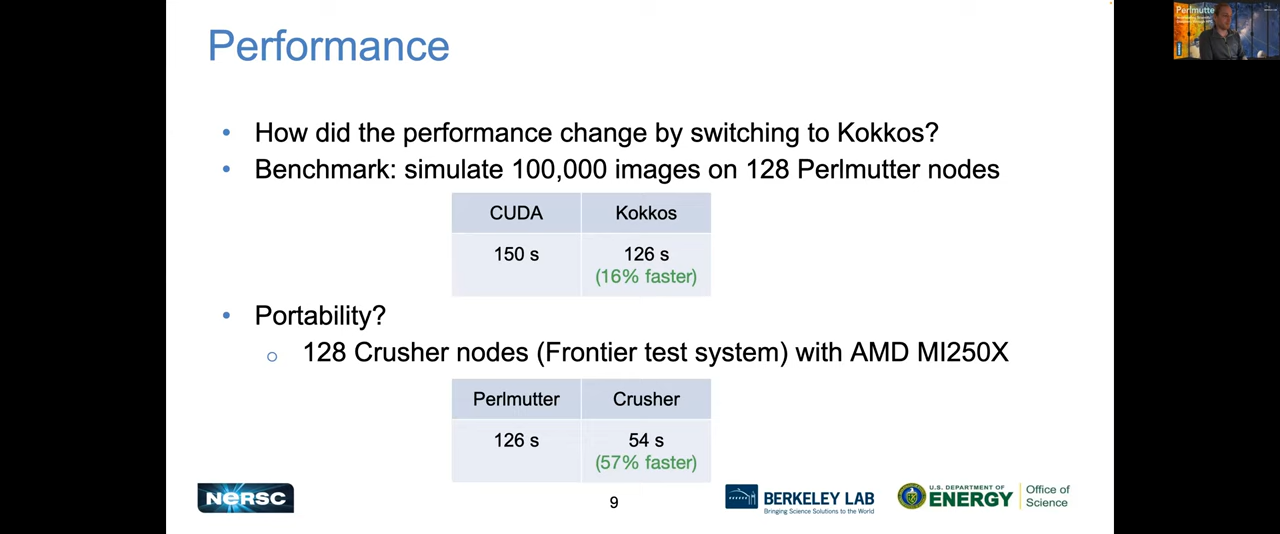 Performance
Perlmutte
• How did the performance change by switching to Kokkos?
• Benchmark: simulate 100,000 images on 128 Perlmutter nodes
CUDA Kokkos
150 s 126 s
(16% faster)
• Portability?
○ 128 Crusher nodes (Frontier test system) with AMD MI250X
Perlmutter Crusher
126 s 54 s
(57% faster)
NERSC
9
BERKELEY LAB
Bringing Science Solutions to the World
U.S. DEPARTMENT OF
ENERGY
Office of
Science